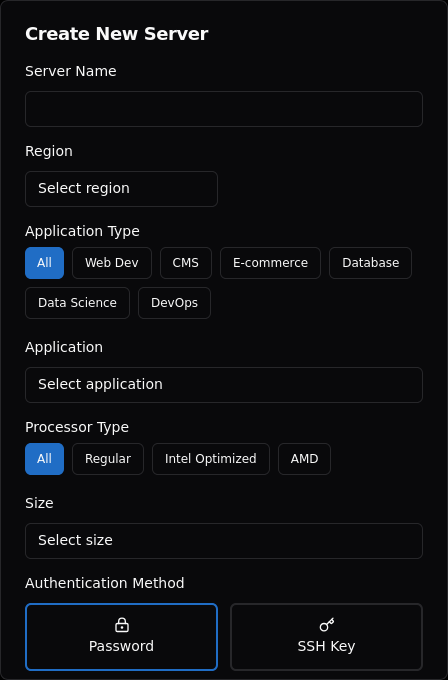 Create New Server
Server Name
Region
Select region
Application Type
All Web Dev CMS E-commerce Database
Data Science DevOps
Application
Select application
Processor Type
All Regular Intel Optimized AMD
Size
Select size
Authentication Method
Password SSH Key